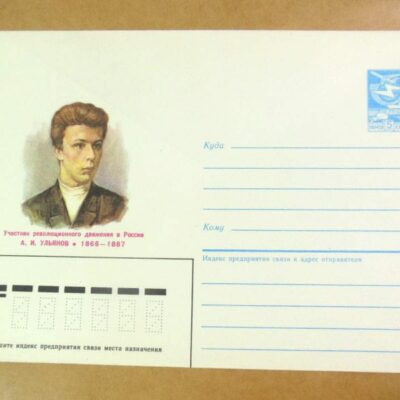 Куда
Кому
Участник революционного движения в России
А. И. УЛЬЯНОВ • 1866—1887
Индекс предприятия связи и адрес отправителя
индекс предприятия связи места назначения